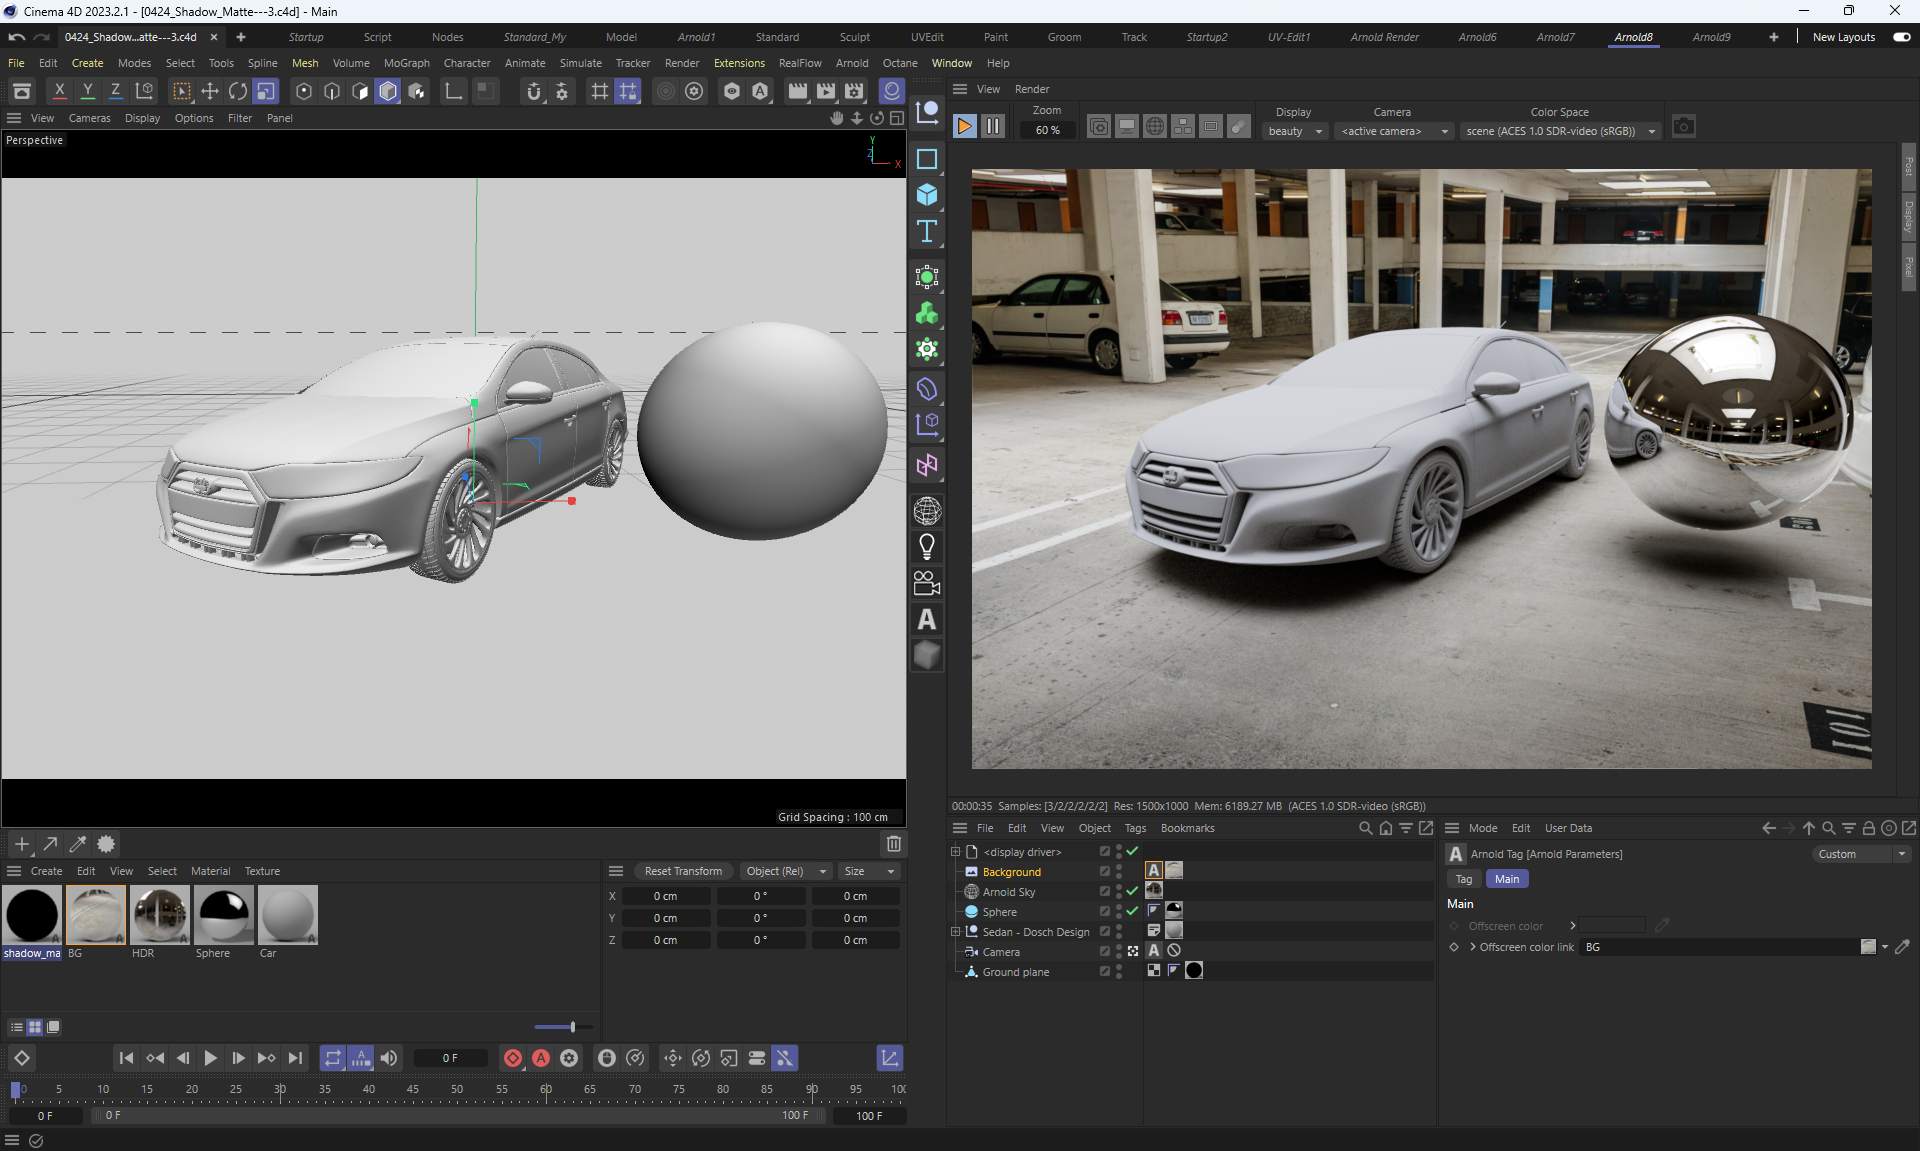 Cinema 4D 2023.2.1 - [0424_Shadow_Matte---3.c4d] - Main
0424_Shadow...atte---3.c4d
Startup Script Nodes Standard_My Model Arnold1 Standard Sculpt UVEdit Paint Groom Track Startup2 UV-Edit1 Arnold Render Arnold6 Arnold7 Arnold8 Arnold9 New Layouts
File Edit Create Modes Select Tools Spline Mesh Volume MoGraph Character Animate Simulate Tracker Render Extensions RealFlow Arnold Octane Window Help
X Y Z
View Cameras Display Options Filter Panel
Perspective
Y
Z
X
Grid Spacing : 100 cm
View Render
Zoom
60 %
Display
beauty
Camera
<active camera>
Color Space
scene (ACES 1.0 SDR-video (sRGB))
Post
Display
Pixel
101
00:00:35 Samples: [3/2/2/2/2/2] Res: 1500x1000 Mem: 6189.27 MB (ACES 1.0 SDR-video (sRGB))
File Edit View Object Tags Bookmarks
<display driver>
Background
Arnold Sky
Sphere
Sedan - Dosch Design
Camera
Ground plane
Mode Edit User Data
Arnold Tag [Arnold Parameters]
Custom
Tag Main
Main
Offscreen color
Offscreen color link BG
Create Edit View Select Material Texture
shadow_ma BG HDR Sphere Car
Reset Transform Object (Rel) Size
X 0 cm 0 ° 0 cm
Y 0 cm 0 ° 0 cm
Z 0 cm 0 ° 0 cm
0 F
0 5 10 15 20 25 30 35 40 45 50 55 60 65 70 75 80 85 90 95 100
0 F 0 F 100 F 100 F